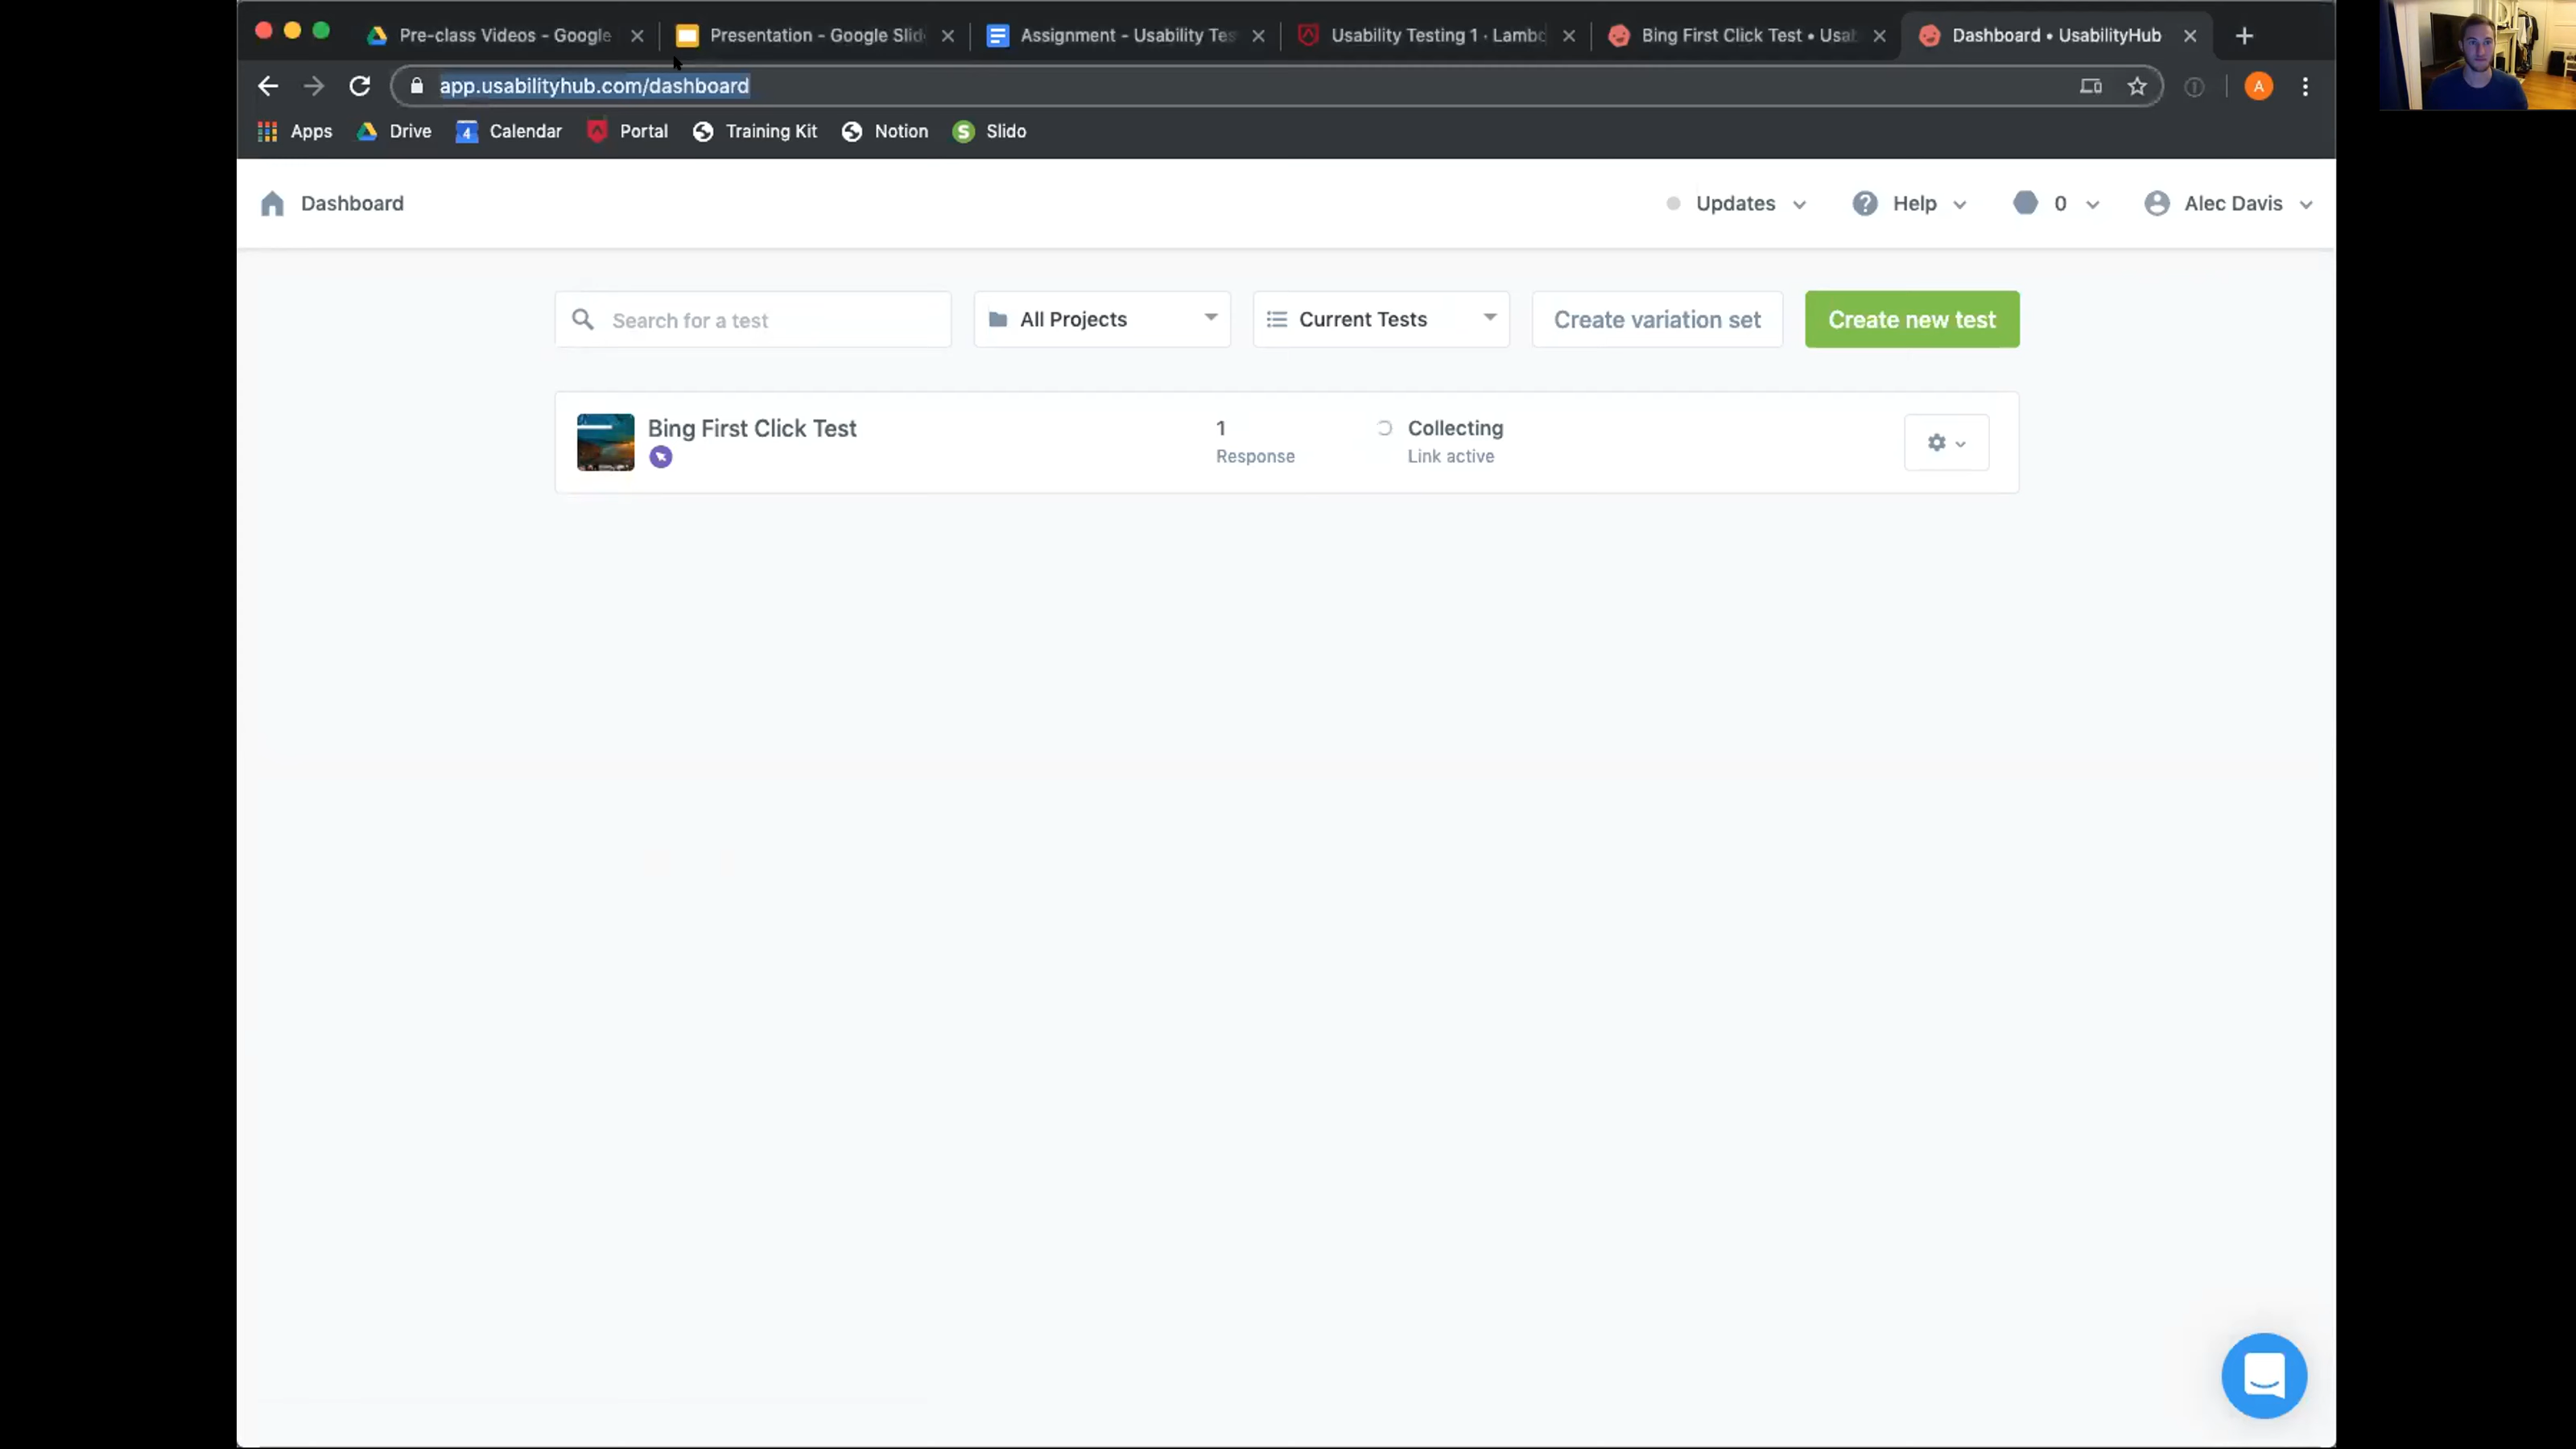 Pre-class Videos - Google
Presentation - Google Slid
Assignment - Usability Tes
Usability Testing 1 · Lambd
Bing First Click Test • Usab
Dashboard • UsabilityHub
app.usabilityhub.com/dashboard
A
Apps
Drive
4
Calendar
Portal
Training Kit
Notion
S
Slido
Dashboard
Updates
? Help
0
Alec Davis
Search for a test
All Projects
Current Tests
Create variation set
Create new test
Bing First Click Test
1
Response
Collecting
Link active